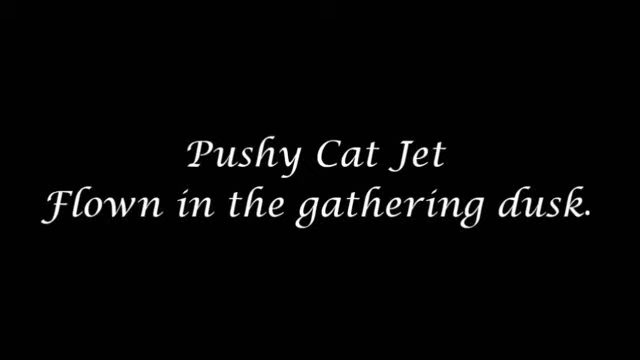 Pushy Cat Jet
Flown in the gathering dusk.